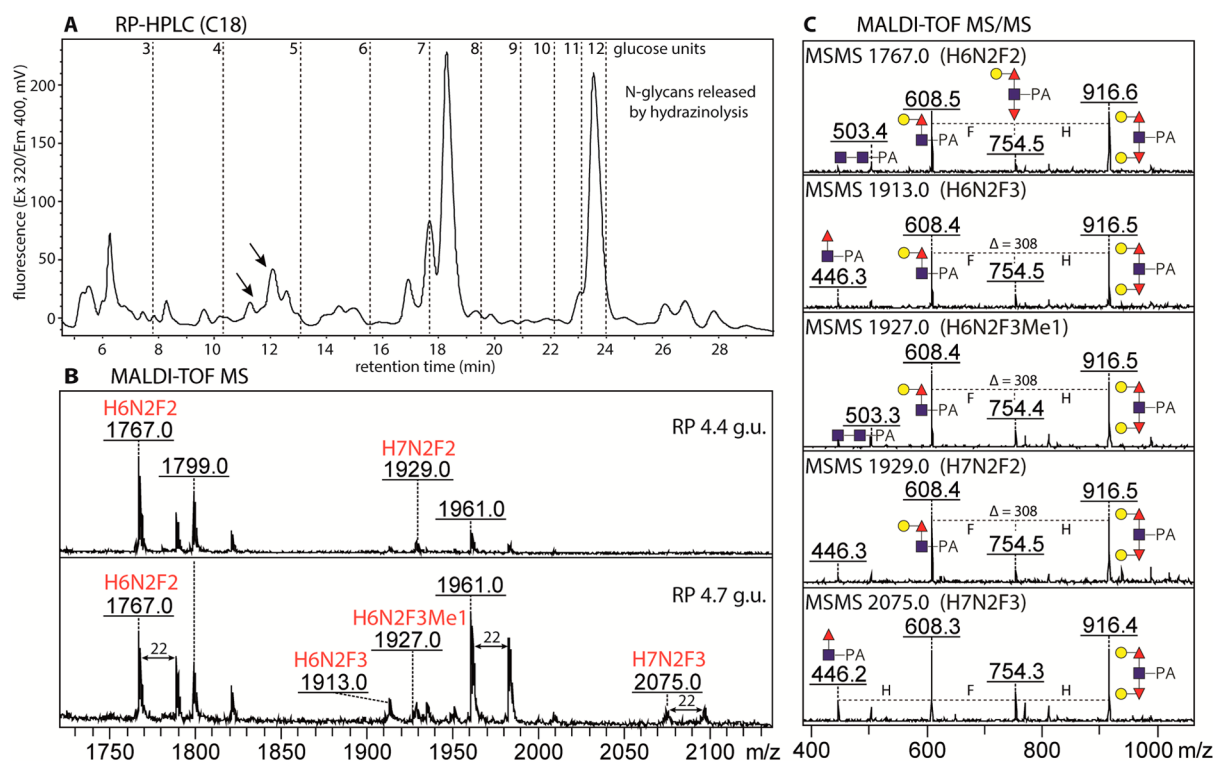 A RP-HPLC (C18)
3 4 5 6 7 8 9 10 11 12 glucose units
N-glycans released
by hydrazinolysis
fluorescence (Ex 320/Em 400, mV)
200
150
100
50
0
6 8 10 12 14 16 18 20 22 24 26 28
retention time (min)
B MALDI-TOF MS
H6N2F2
1767.0
1799.0
H7N2F2
1929.0
1961.0
RP 4.4 g.u.
H6N2F2
1767.0
22
H6N2F3
1913.0
H6N2F3Me1
1927.0
1961.0
22
RP 4.7 g.u.
H7N2F3
2075.0
22
1750 1800 1850 1900 1950 2000 2050 2100 m/z
C MALDI-TOF MS/MS
MSMS 1767.0 (H6N2F2)
503.4
PA
608.5
PA
F
PA
754.5
H
916.6
PA
MSMS 1913.0 (H6N2F3)
PA
446.3
608.4
PA
Δ = 308
F
754.5
H
916.5
PA
MSMS 1927.0 (H6N2F3Me1)
503.3
PA
608.4
PA
Δ = 308
F
754.4
H
916.5
PA
MSMS 1929.0 (H7N2F2)
446.3
608.4
PA
Δ = 308
F
754.5
H
916.5
PA
MSMS 2075.0 (H7N2F3)
PA
446.2
H
608.3
F
754.3
H
916.4
PA
400 600 800 1000 m/z